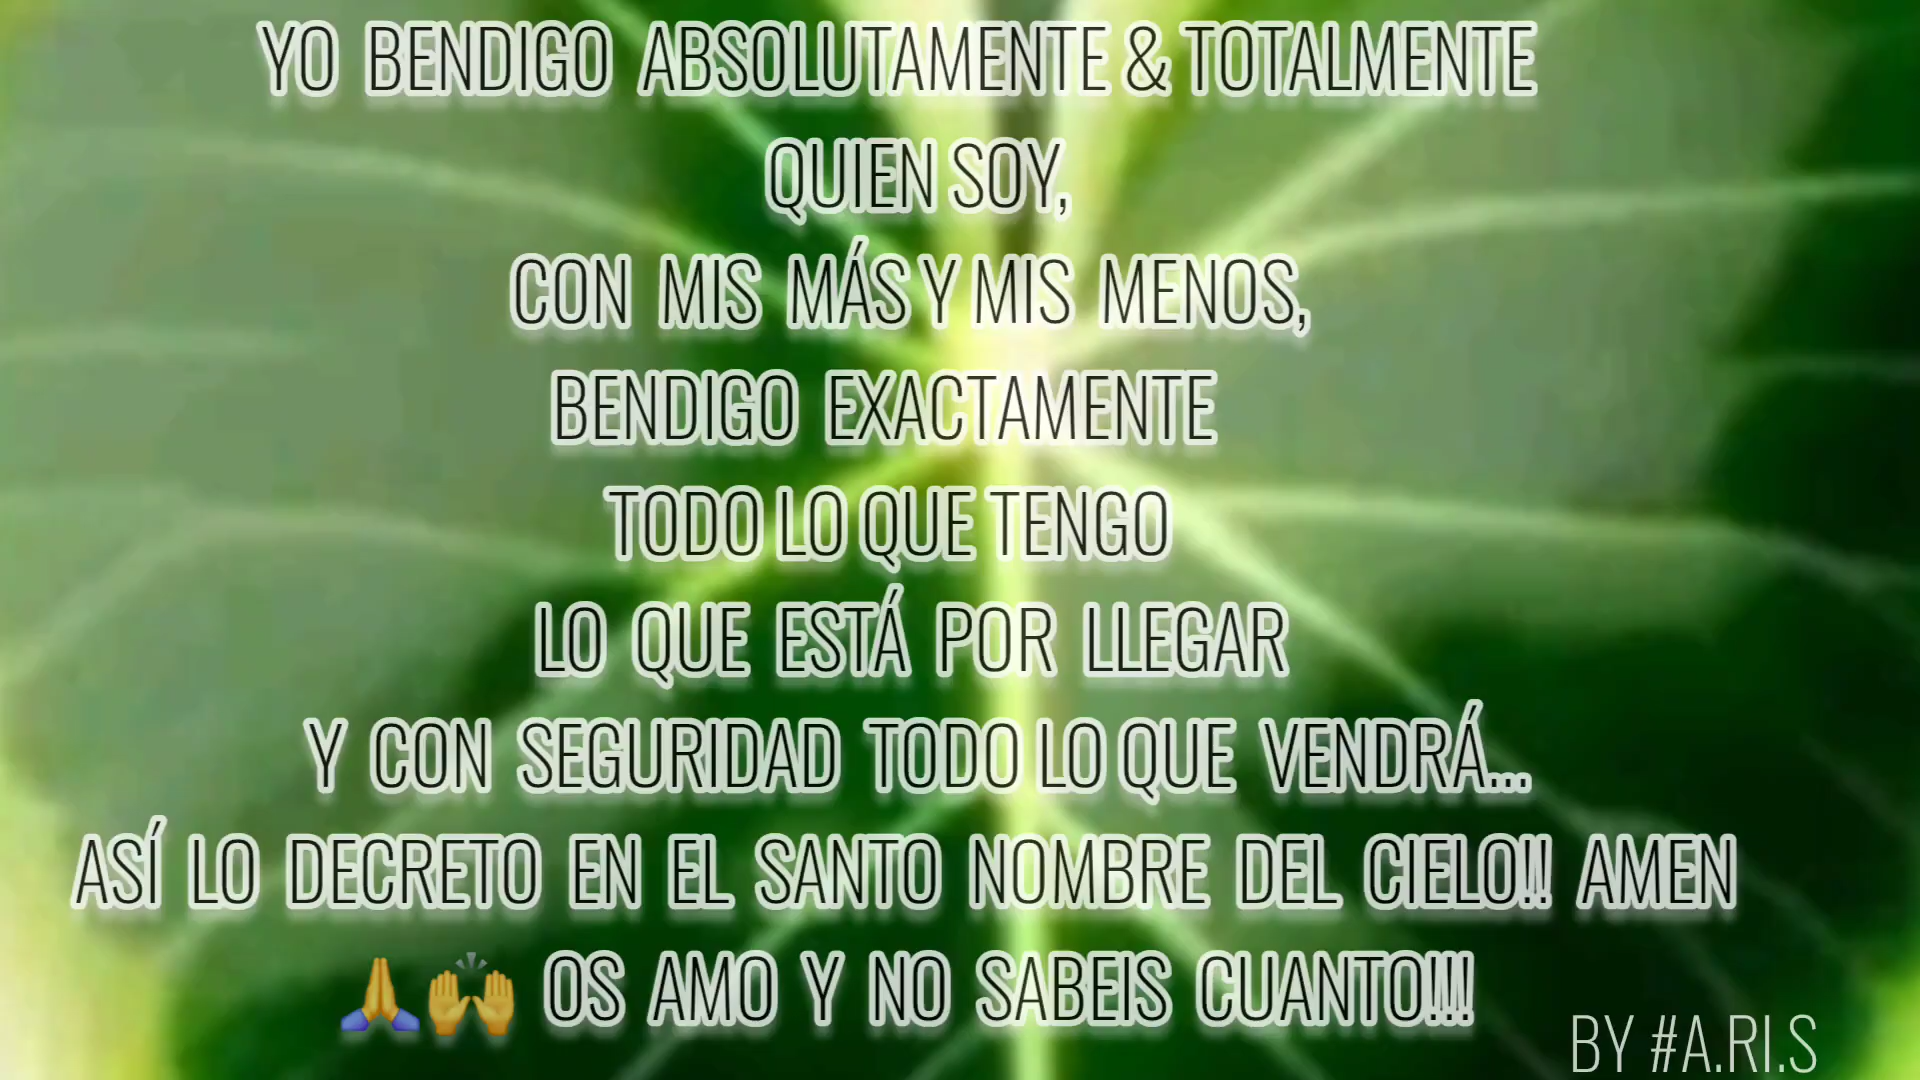 YO BENDIGO ABSOLUTAMENTE & TOTALMENTE
QUIEN SOY,
CON MIS MÁS Y MIS MENOS,
BENDIGO EXACTAMENTE
TODO LO QUE TENGO
LO QUE ESTÁ POR LLEGAR
Y CON SEGURIDAD TODO LO QUE VENDRÁ...
ASÍ LO DECRETO EN EL SANTO NOMBRE DEL CIELO!! AMEN
🙏🙌 OS AMO Y NO SABEIS CUANTO!!!
BY #A.RI.S